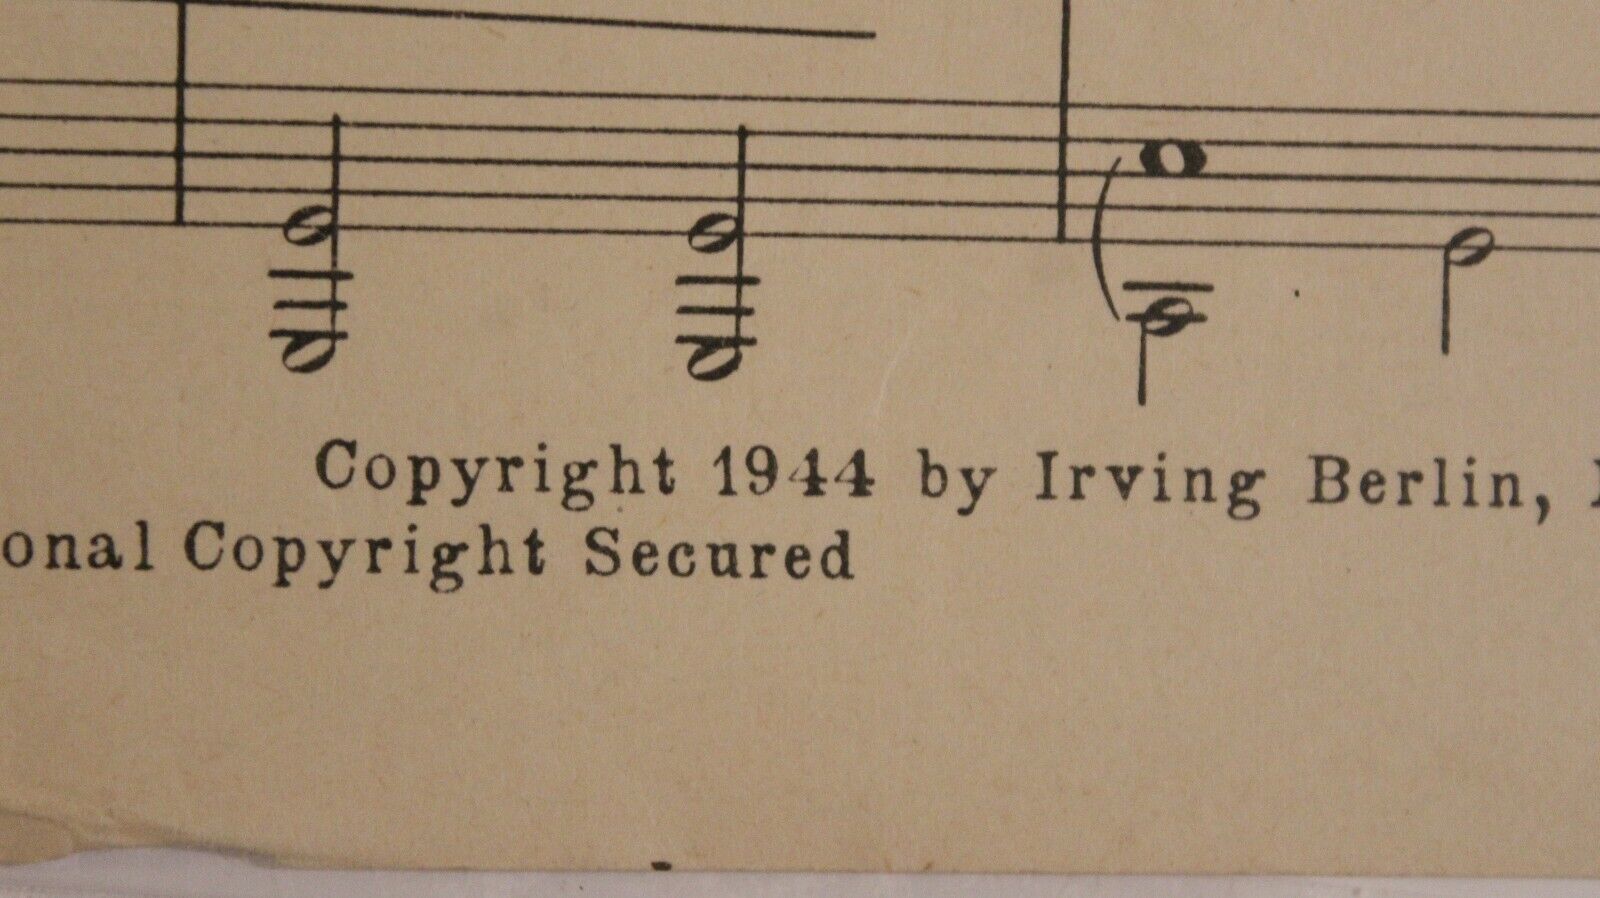 Copyright 1944 by Irving Berlin,
onal Copyright Secured